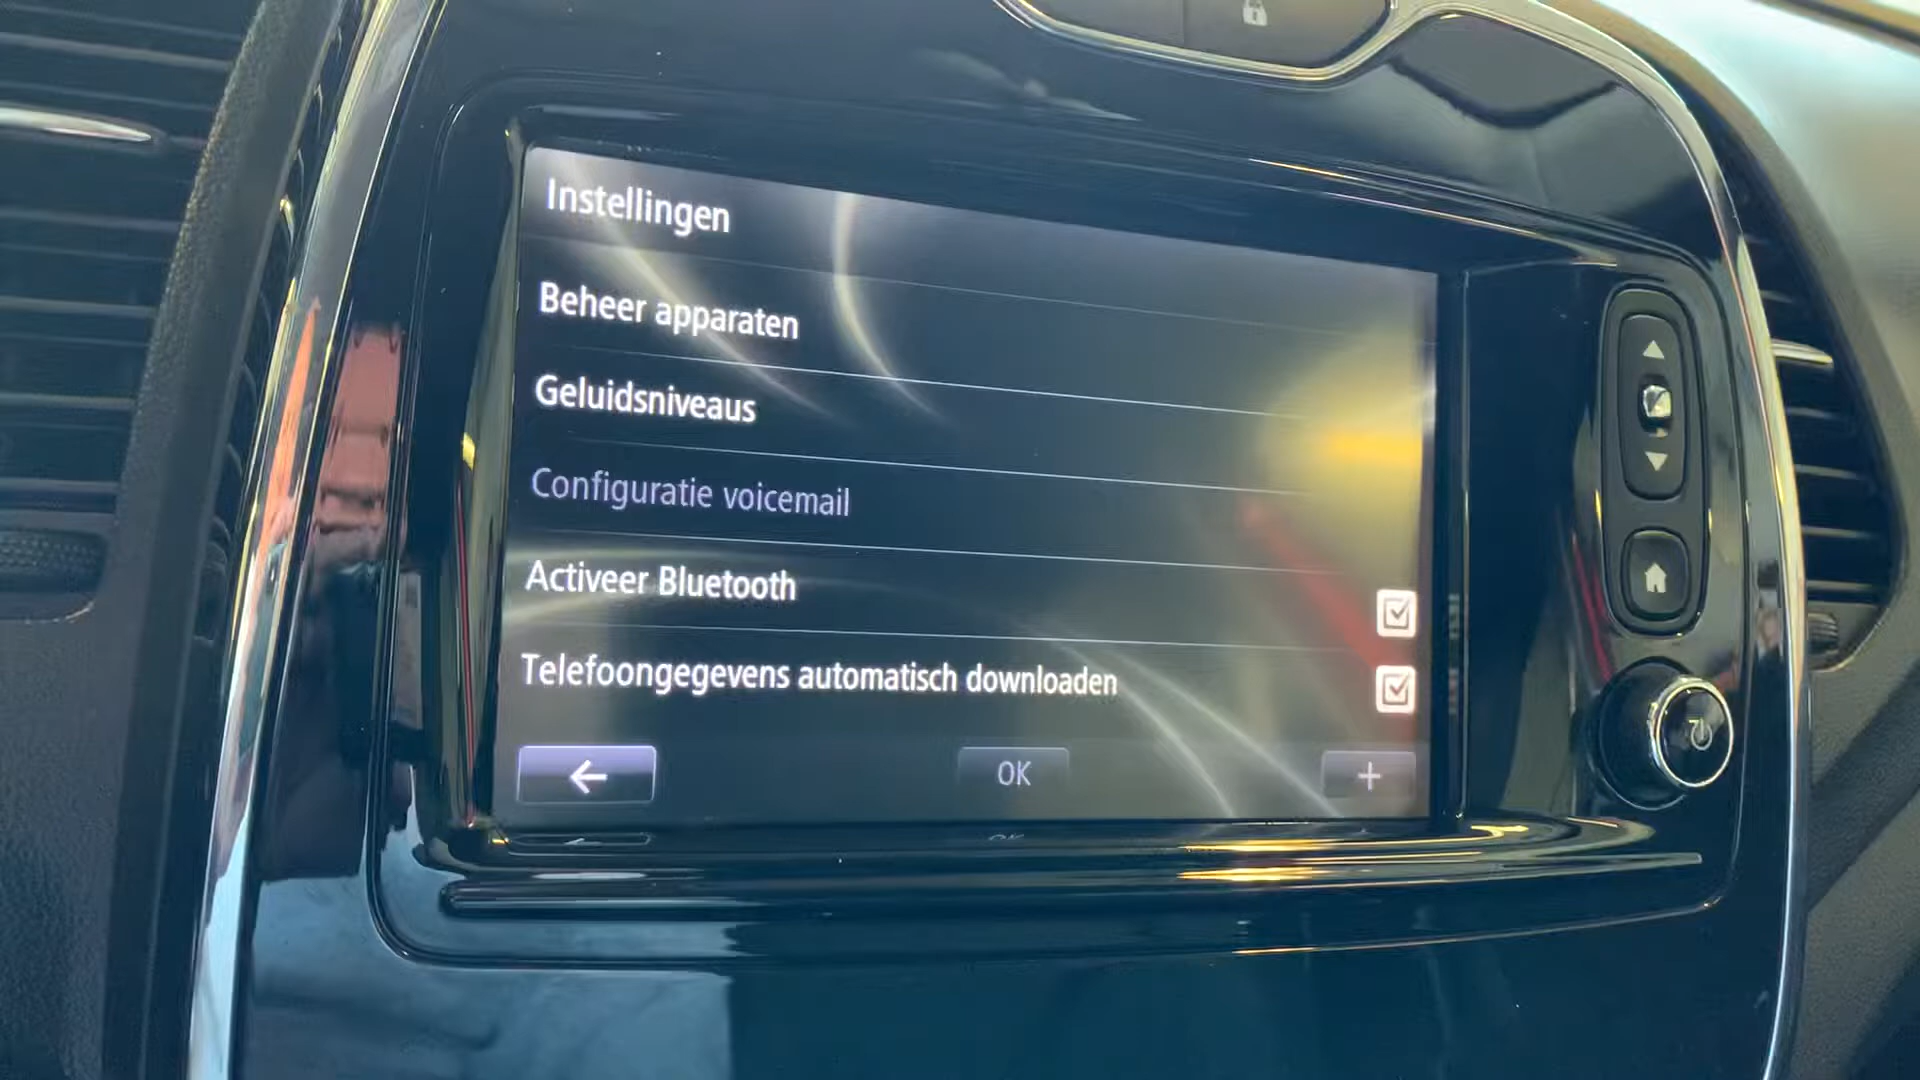 Instellingen
Beheer apparaten
Geluidsniveaus
Configuratie voicemail
Activeer Bluetooth
Telefoongegevens automatisch downloaden
OK